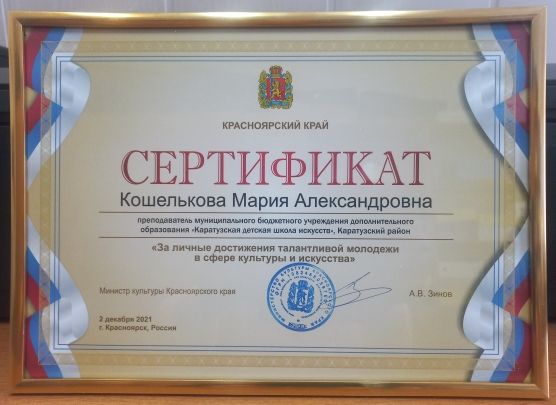 КРАСНОЯРСКИЙ КРАЙ
СЕРТИФИКАТ
Кошелькова Мария Александровна
преподаватель муниципального бюджетного учреждения дополнительного
образования «Каратузская детская школа искусств», Каратузский район
«За личные достижения талантливой молодежи
в сфере культуры и искусства»
Министр культуры Красноярского края
А.В. Зинов
2 декабря 2021
г. Красноярск, Россия